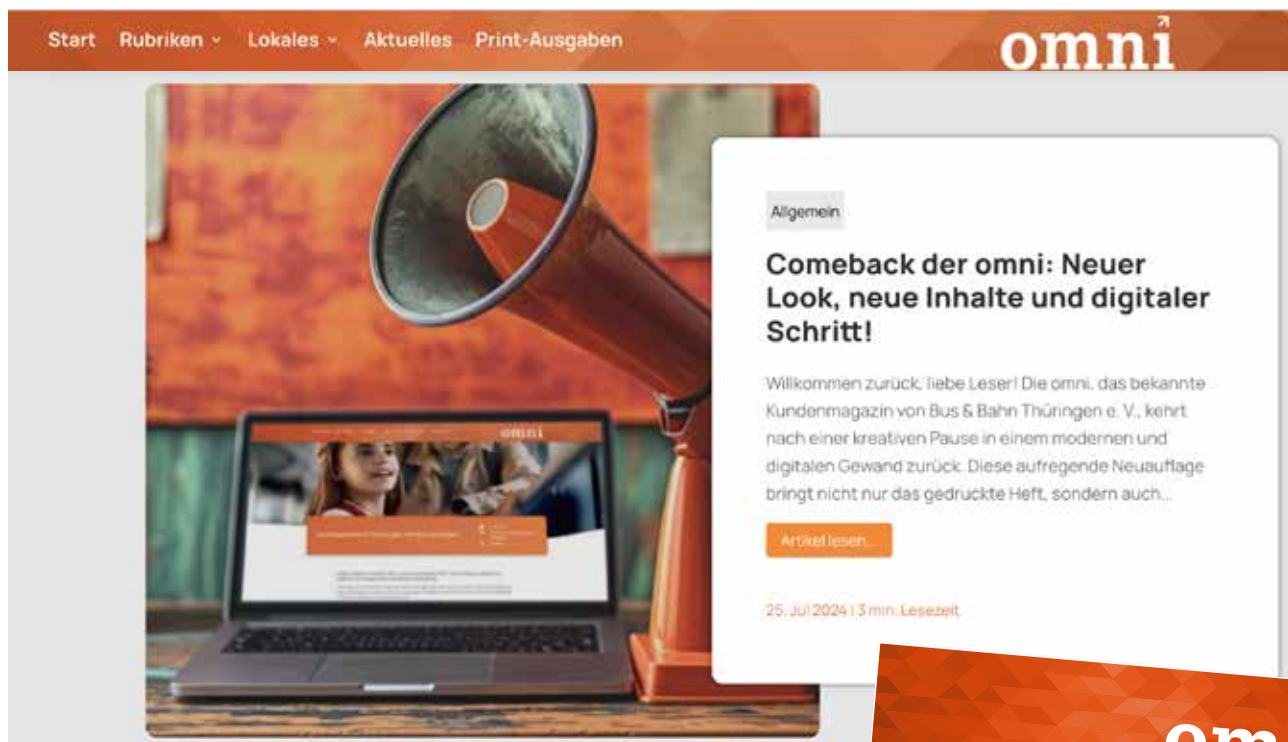 Start Rubriken Lokales Aktuelles Print-Ausgaben
omni
Allgemein
Comeback der omni: Neuer
Look, neue Inhalte und digitaler
Schritt!
Willkommen zurück, liebe Leser! Die omni, das bekannte
Kundenmagazin von Bus & Bahn Thüringen e. V., kehrt
nach einer kreativen Pause in einem modernen und
digitalen Gewand zurück. Diese aufregende Neuauflage
bringt nicht nur das gedruckte Heft, sondern auch...
Artikel lesen...
25. Jul 2024 | 3 min. Lesezeit
omni
om